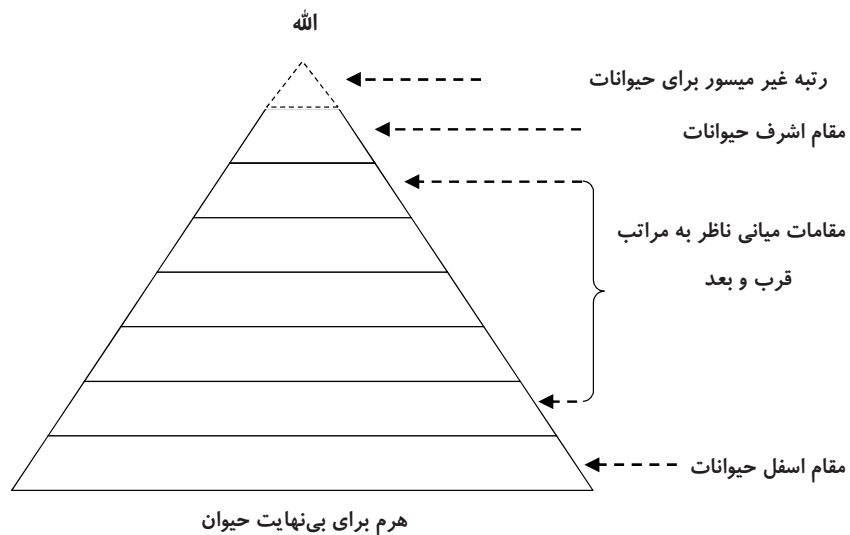 الله
رتبه غیر میسور برای حیوانات
مقام اشرف حیوانات
مقامات میانی ناظر به مراتب
قرب و بعد
مقام اسفل حیوانات
هرم برای بی‌نهایت حیوان